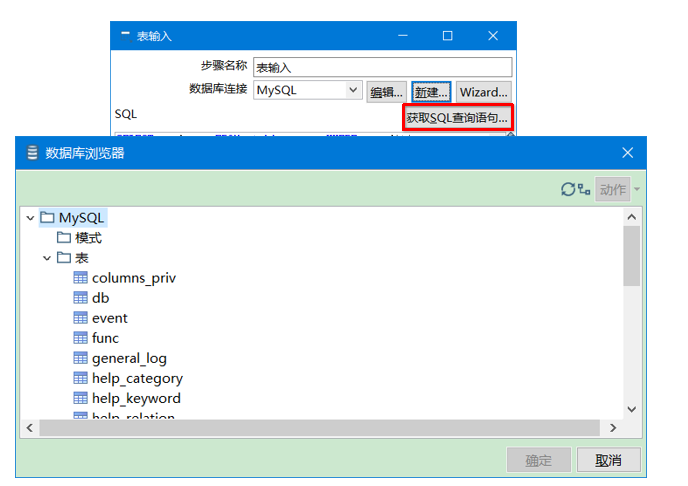 表输入
步骤名称 表输入
数据库连接 MySQL 编辑... 新建... Wizard...
SQL 获取SQL查询语句...
数据库浏览器
动作
MySQL
模式
表
columns_priv
db
event
func
general_log
help_category
help_keyword
help_relation
确定 取消